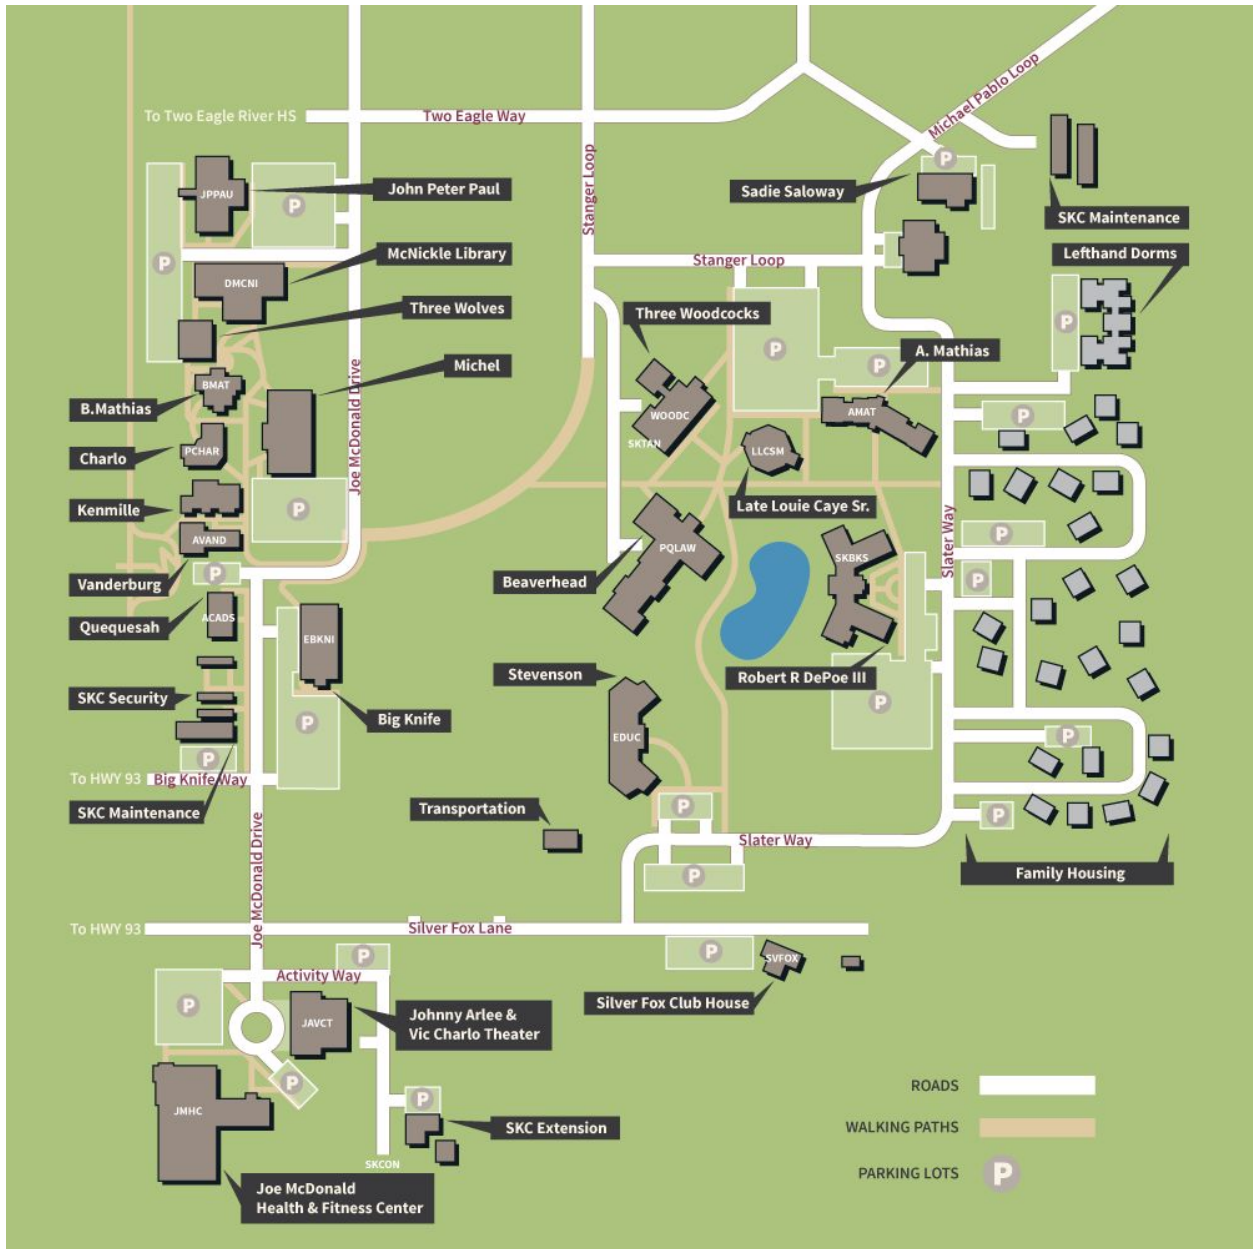 To Two Eagle River HS
Two Eagle Way
Michael Pablo Loop
Stanger Loop
P
JPPAU
John Peter Paul
P
Sadie Saloway
SKC Maintenance
McNickle Library
P
DMCNI
Stanger Loop
Lefthand Dorms
Three Wolves
Three Woodcocks
P
P
P
A. Mathias
Michel
BMAT
B.Mathias
Joe McDonald Drive
WOODC
SKTAN
AMAT
P
PCHAR
Charlo
LLCSM
Kenmille
P
Late Louie Caye Sr.
AVAND
PQLAW
SKBKS
Slater Way
P
Vanderburg
P
Beaverhead
P
Quequesah
ACADS
EBKNI
Stevenson
Robert R DePoe III
SKC Security
Big Knife
P
P
EDUC
P
P
To HWY 93
Big Knife Way
SKC Maintenance
Transportation
P
P
Joe McDonald Drive
Slater Way
P
Family Housing
To HWY 93
Silver Fox Lane
P
P
SVFOX
Activity Way
Silver Fox Club House
P
JAVCT
Johnny Arlee &
Vic Charlo Theater
P
JMHC
P
SKC Extension
SKCON
Joe McDonald
Health & Fitness Center
ROADS
WALKING PATHS
PARKING LOTS
P